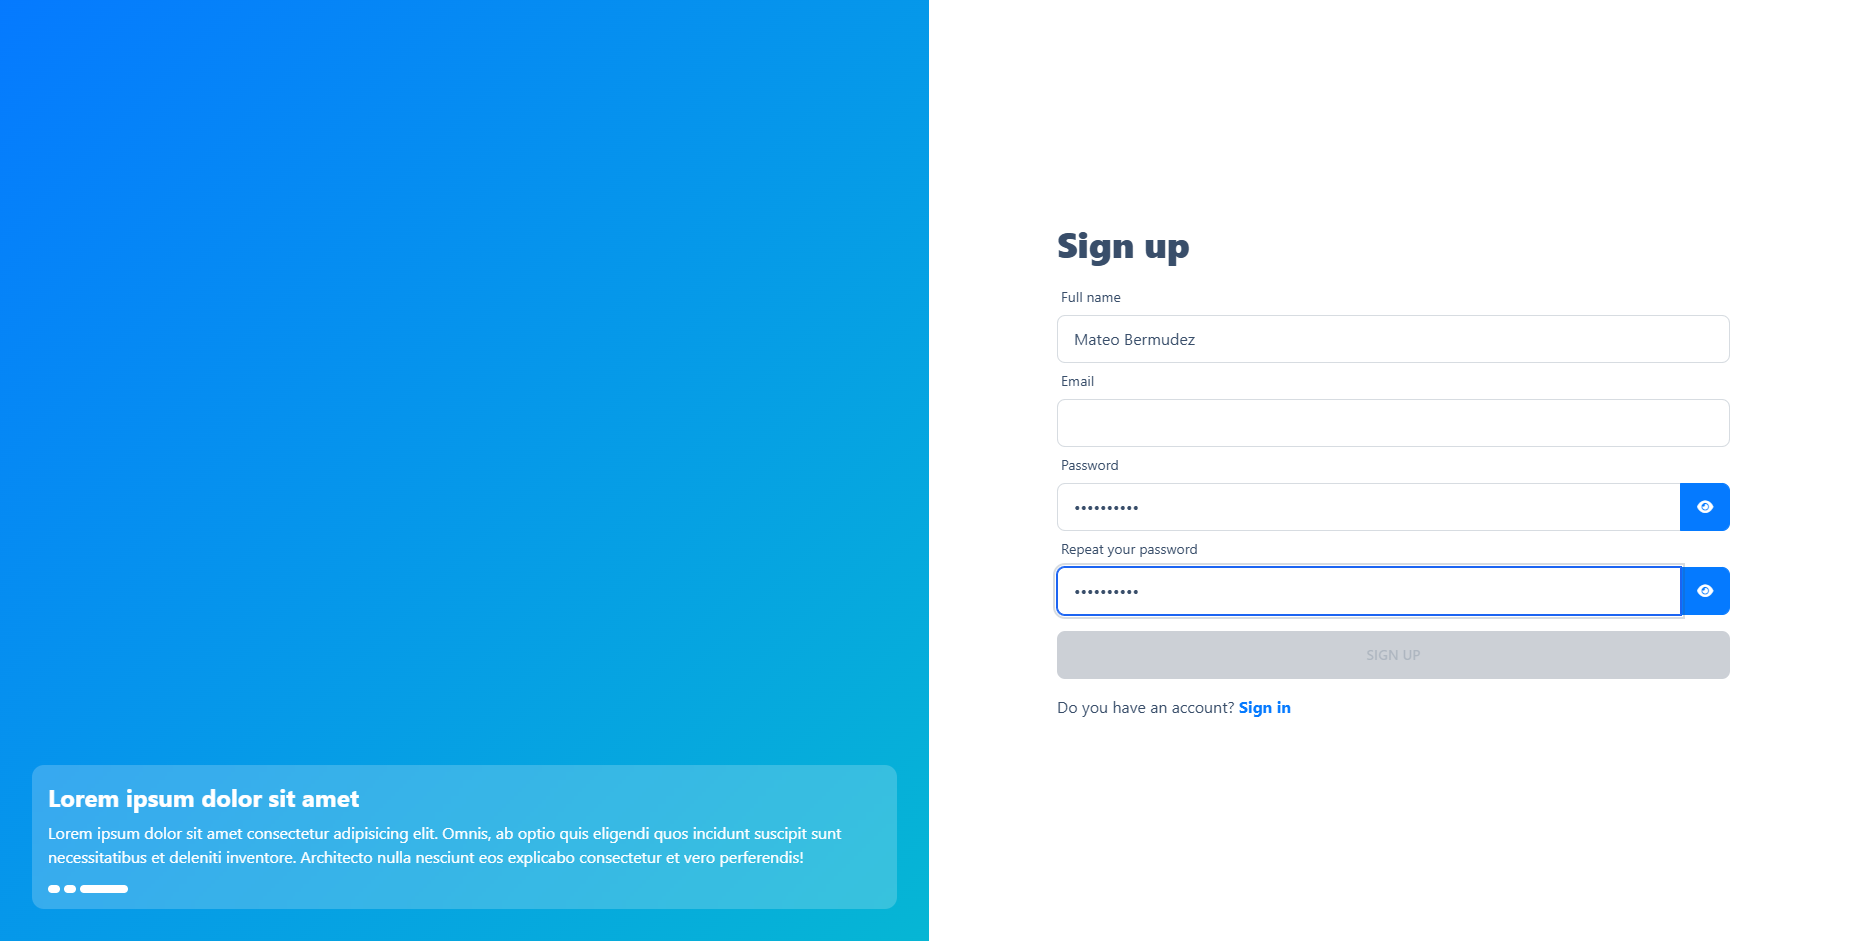 Sign up
Full name
Mateo Bermudez
Email
Password
••••••••••
Repeat your password
••••••••••
SIGN UP
Do you have an account? Sign in
Lorem ipsum dolor sit amet
Lorem ipsum dolor sit amet consectetur adipisicing elit. Omnis, ab optio quis eligendi quos incidunt suscipit sunt
necessitatibus et deleniti inventore. Architecto nulla nesciunt eos explicabo consectetur et vero perferendis!